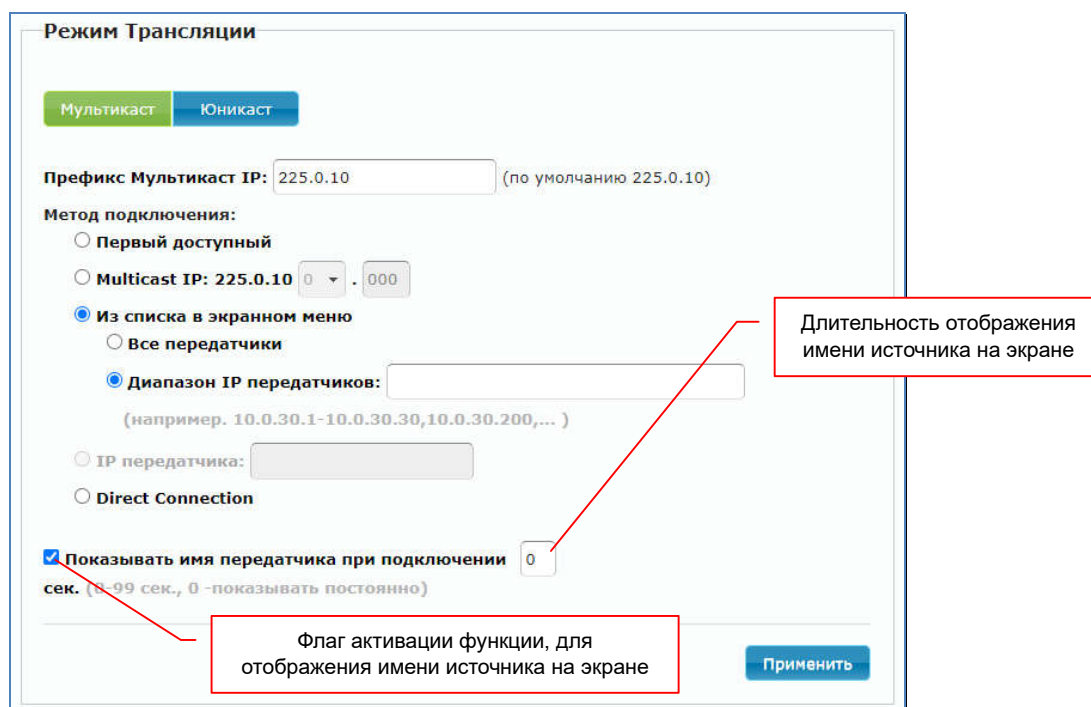 Режим Трансляции
Мультикаст Юникаст
Префикс Мультикаст IP: 225.0.10 (по умолчанию 225.0.10)
Метод подключения:
Первый доступный
Multicast IP: 225.0.10 0 . 000
Из списка в экранном меню
Все передатчики
Диапазон IP передатчиков:
(например. 10.0.30.1-10.0.30.30,10.0.30.200,... )
IP передатчика:
Direct Connection
Показывать имя передатчика при подключении 0
сек. (0-99 сек., 0 -показывать постоянно)
Длительность отображения
имени источника на экране
Флаг активации функции, для
отображения имени источника на экране
Применить